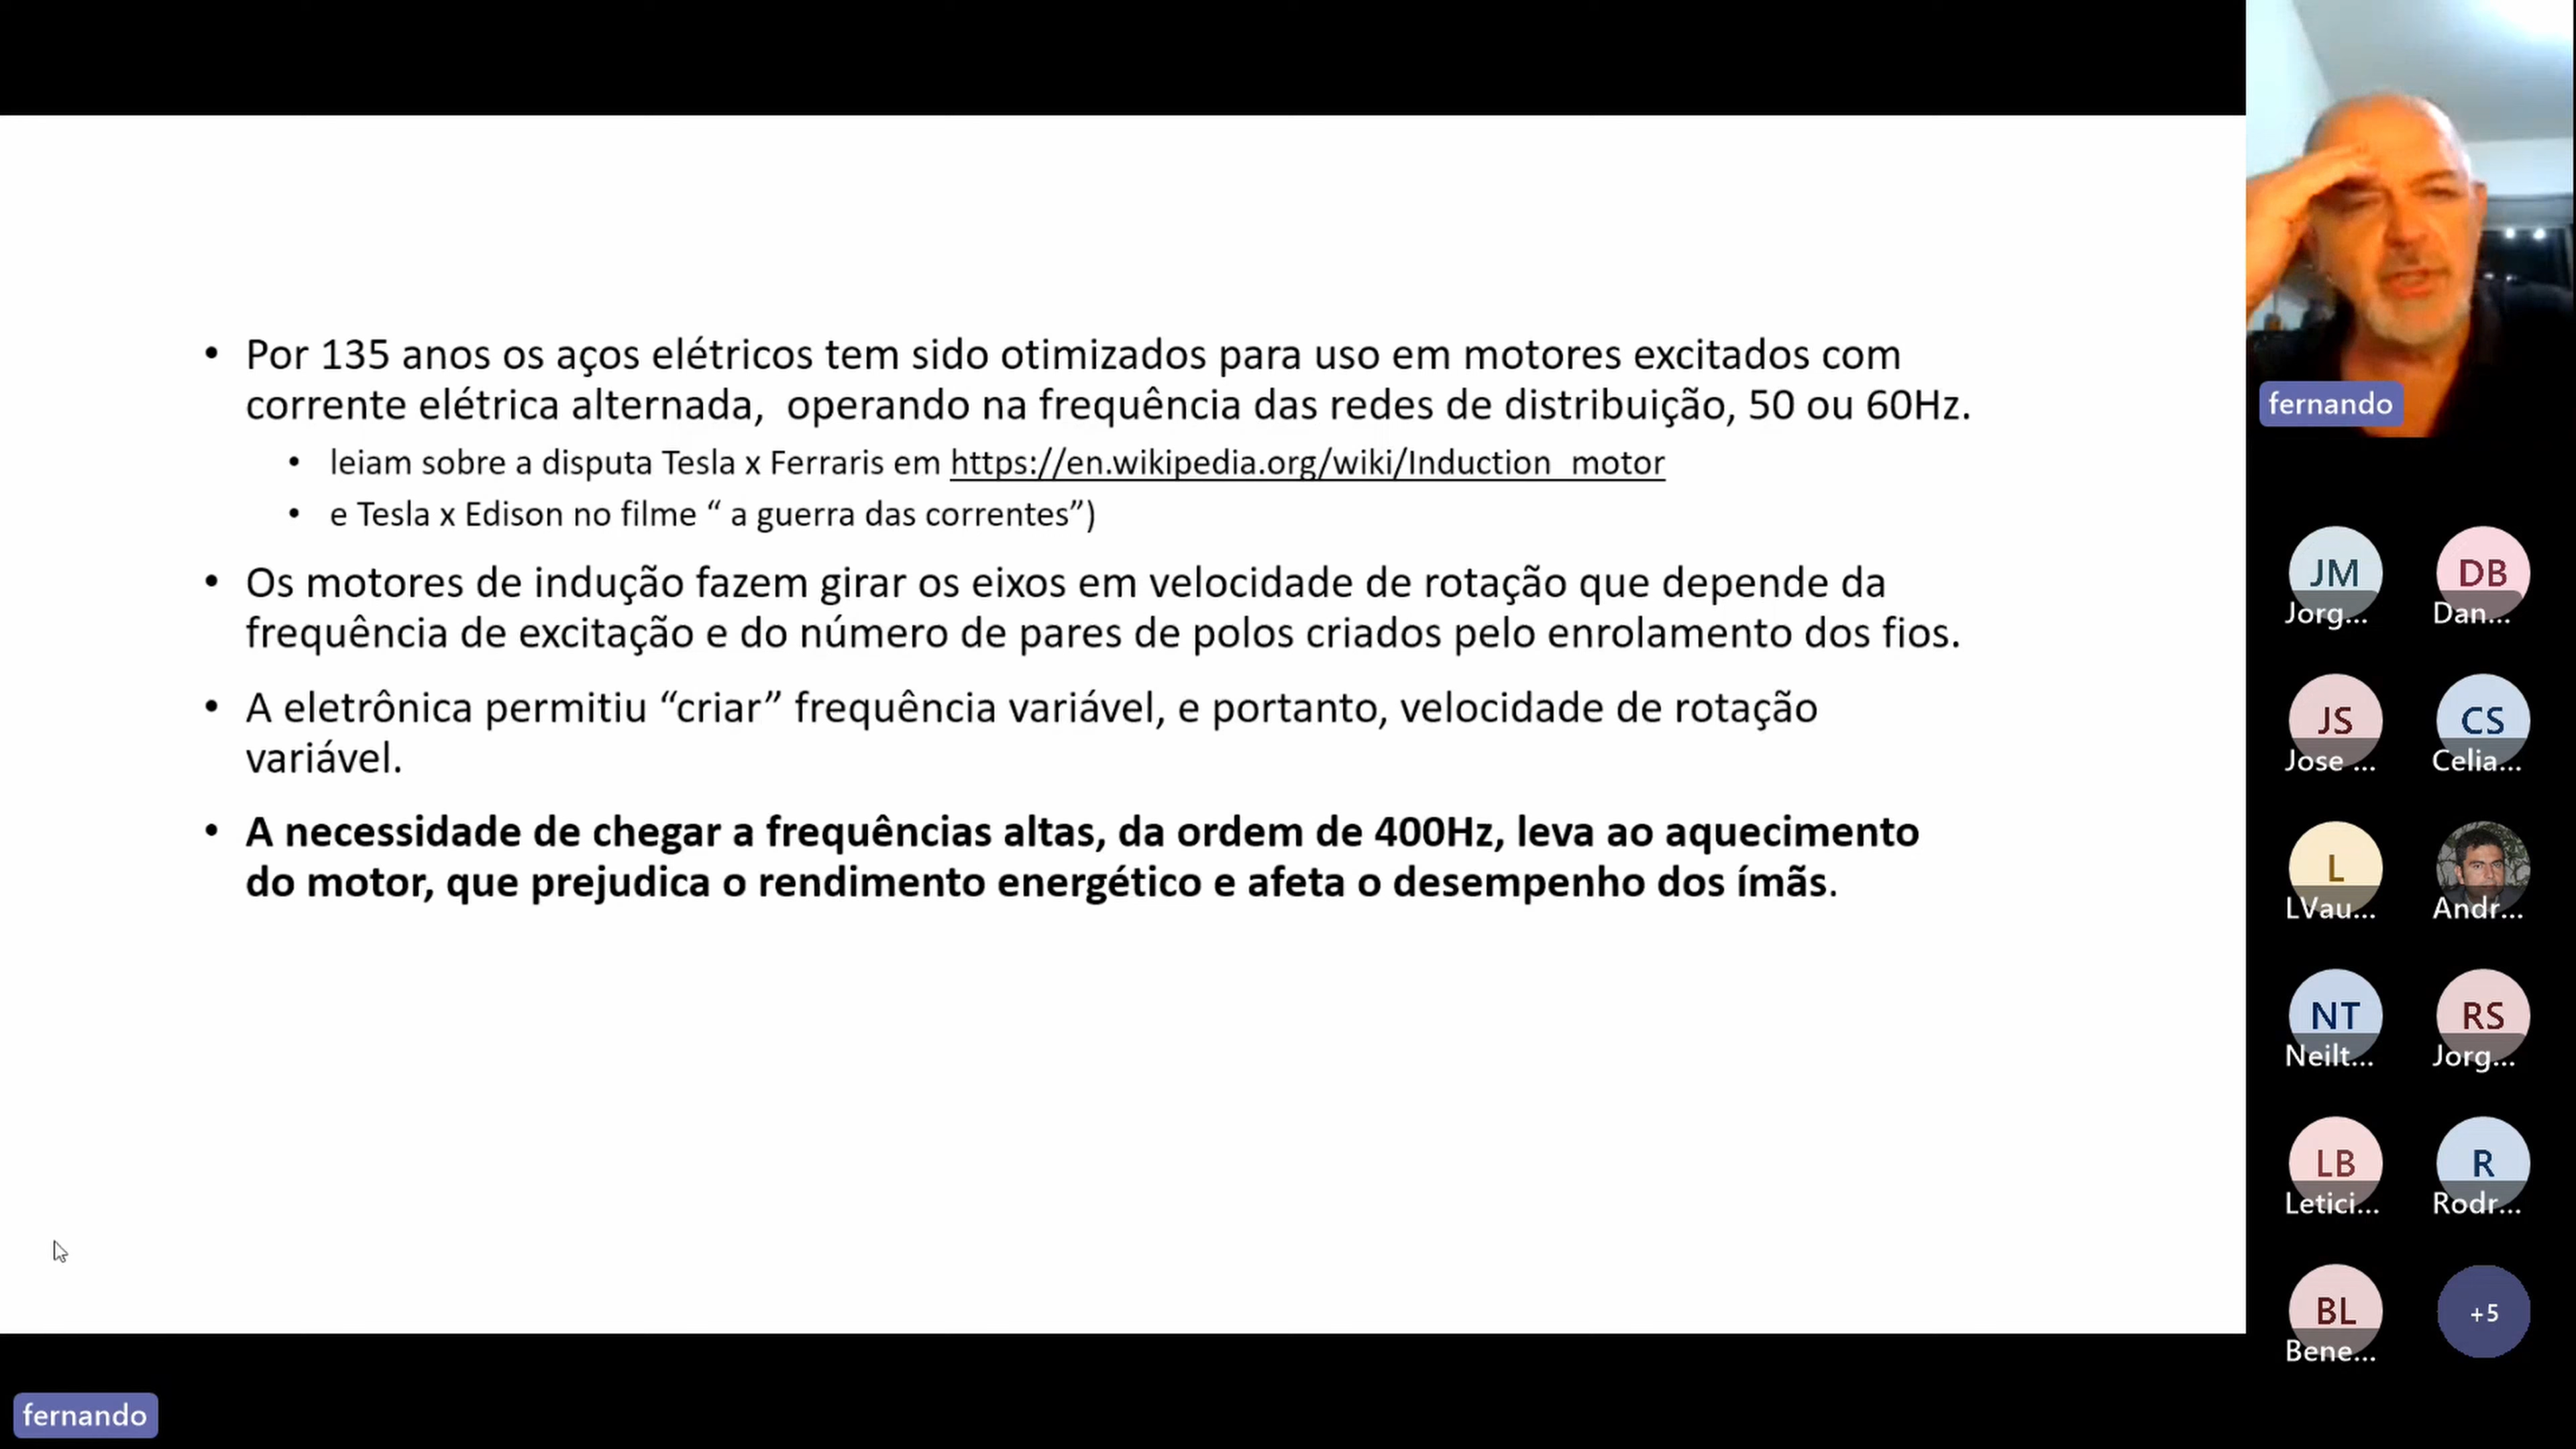 • Por 135 anos os aços elétricos tem sido otimizados para uso em motores excitados com
corrente elétrica alternada,  operando na frequência das redes de distribuição, 50 ou 60Hz.
• leiam sobre a disputa Tesla x Ferraris em https://en.wikipedia.org/wiki/Induction_motor
• e Tesla x Edison no filme “ a guerra das correntes”)
• Os motores de indução fazem girar os eixos em velocidade de rotação que depende da
frequência de excitação e do número de pares de polos criados pelo enrolamento dos fios.
• A eletrônica permitiu “criar” frequência variável, e portanto, velocidade de rotação
variável.
• A necessidade de chegar a frequências altas, da ordem de 400Hz, leva ao aquecimento
do motor, que prejudica o rendimento energético e afeta o desempenho dos ímãs.
fernando
fernando
JM DB
Jorg... Dan...
JS CS
Jose ... Celia...
L
LVau... Andr...
NT RS
Neilt... Jorg...
LB R
Letici... Rodr...
BL +5
Bene...